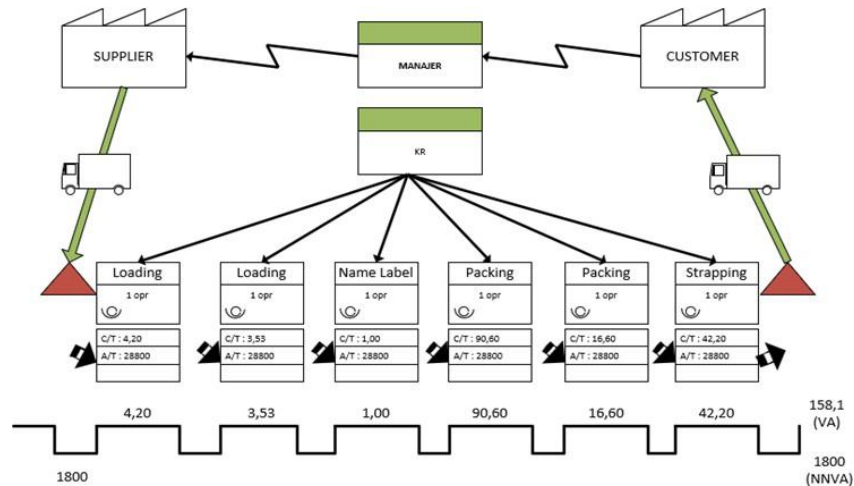 SUPPLIER
MANAJER
CUSTOMER
KR
Loading
1 opr
C/T : 4,20
A/T : 28800
Loading
1 opr
C/T : 3,53
A/T : 28800
Name Label
1 opr
C/T : 1,00
A/T : 28800
Packing
1 opr
C/T : 90,60
A/T : 28800
Packing
1 opr
C/T : 16,60
A/T : 28800
Strapping
1 opr
C/T : 42,20
A/T : 28800
4,20
3,53
1,00
90,60
16,60
42,20
158,1
(VA)
1800
1800
(NNVA)